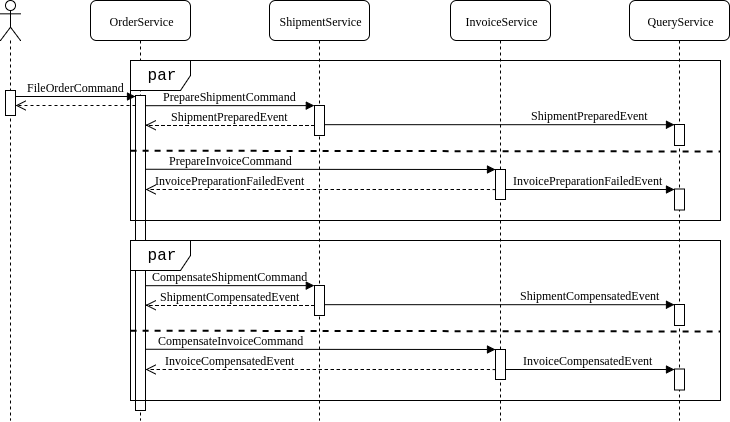 OrderService
ShipmentService
InvoiceService
QueryService
par
FileOrderCommand
PrepareShipmentCommand
ShipmentPreparedEvent
ShipmentPreparedEvent
PrepareInvoiceCommand
InvoicePreparationFailedEvent
InvoicePreparationFailedEvent
par
CompensateShipmentCommand
ShipmentCompensatedEvent
ShipmentCompensatedEvent
CompensateInvoiceCommand
InvoiceCompensatedEvent
InvoiceCompensatedEvent